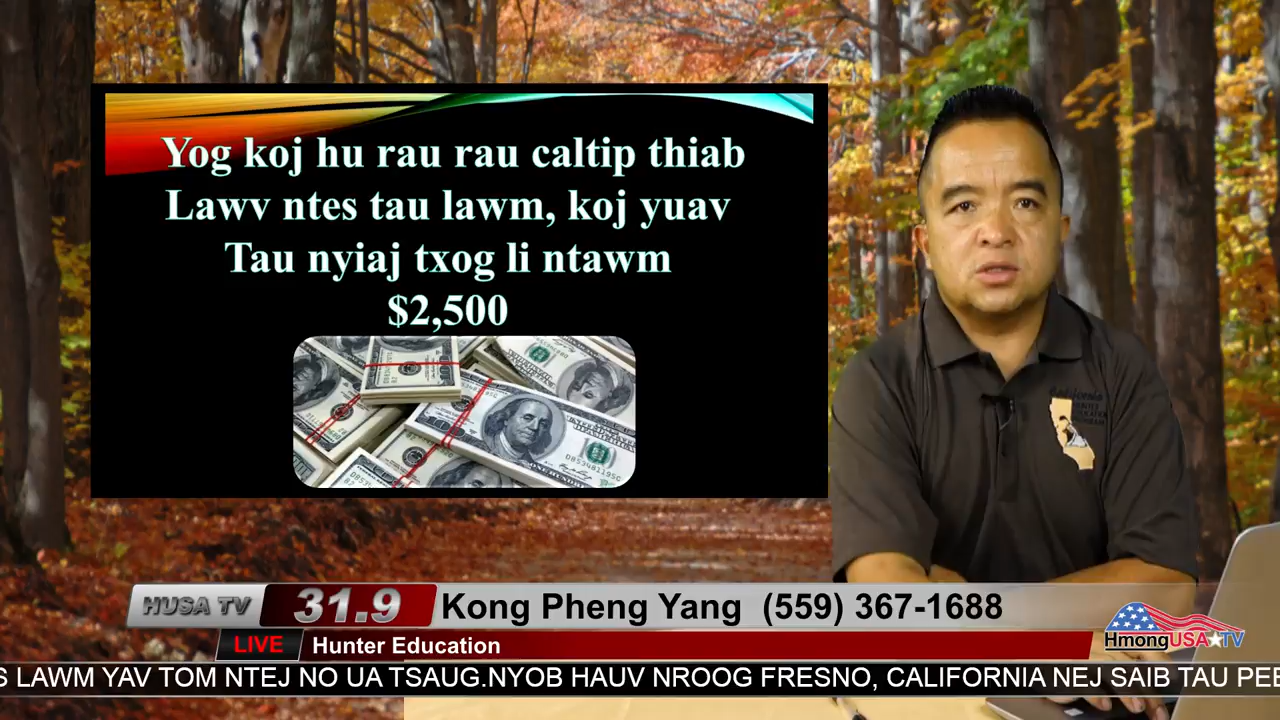 Yog koj hu rau rau caltip thiab
Lawv ntes tau lawm, koj yuav
Tau nyiaj txog li ntawm
$2,500
HUSA TV
31.9
Kong Pheng Yang (559) 367-1688
LIVE
Hunter Education
HmongUSA TV
S LAWM YAV TOM NTEJ NO UA TSAUG.NYOB HAUV NROOG FRESNO, CALIFORNIA NEJ SAIB TAU PEB